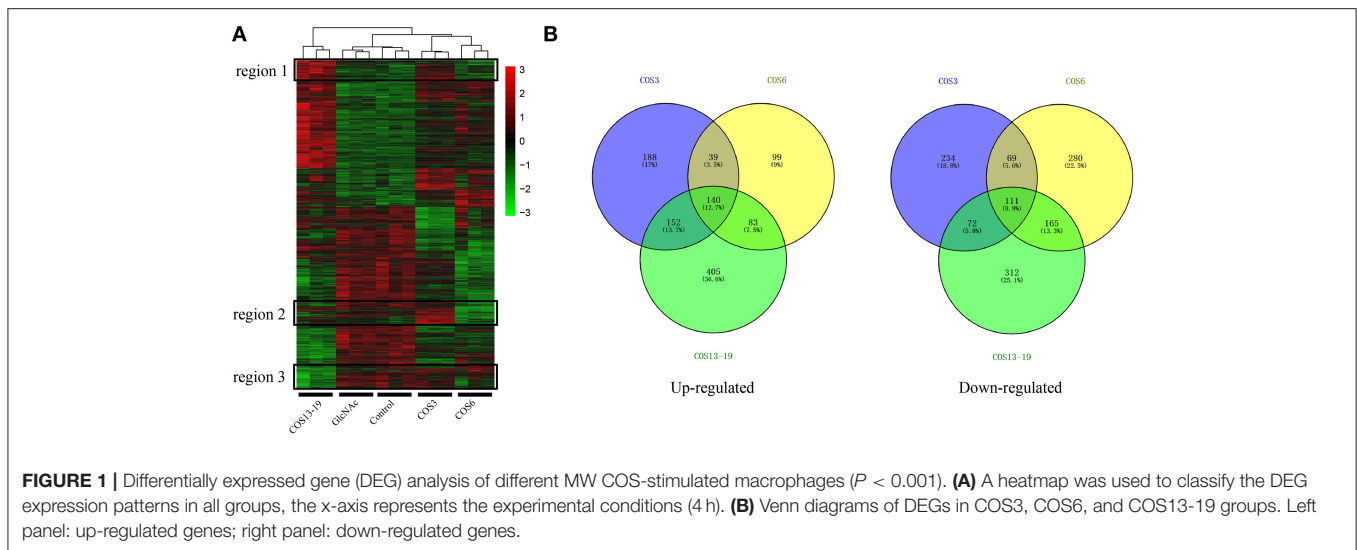 A
B
region 1
region 2
region 3
3
2
1
0
−1
−2
−3
COS13-19
GlcNAc
Control
COS3
COS6
COS3
COS6
188
(17%)
39
(3.5%)
99
(9%)
140
(12.7%)
152
(13.7%)
83
(7.5%)
405
(36.6%)
COS13-19
Up-regulated
COS3
COS6
234
(18.8%)
69
(5.6%)
280
(22.5%)
111
(8.9%)
72
(5.8%)
165
(13.3%)
312
(25.1%)
COS13-19
Down-regulated
FIGURE 1 | Differentially expressed gene (DEG) analysis of different MW COS-stimulated macrophages (P < 0.001). (A) A heatmap was used to classify the DEG
expression patterns in all groups, the x-axis represents the experimental conditions (4 h). (B) Venn diagrams of DEGs in COS3, COS6, and COS13-19 groups. Left
panel: up-regulated genes; right panel: down-regulated genes.